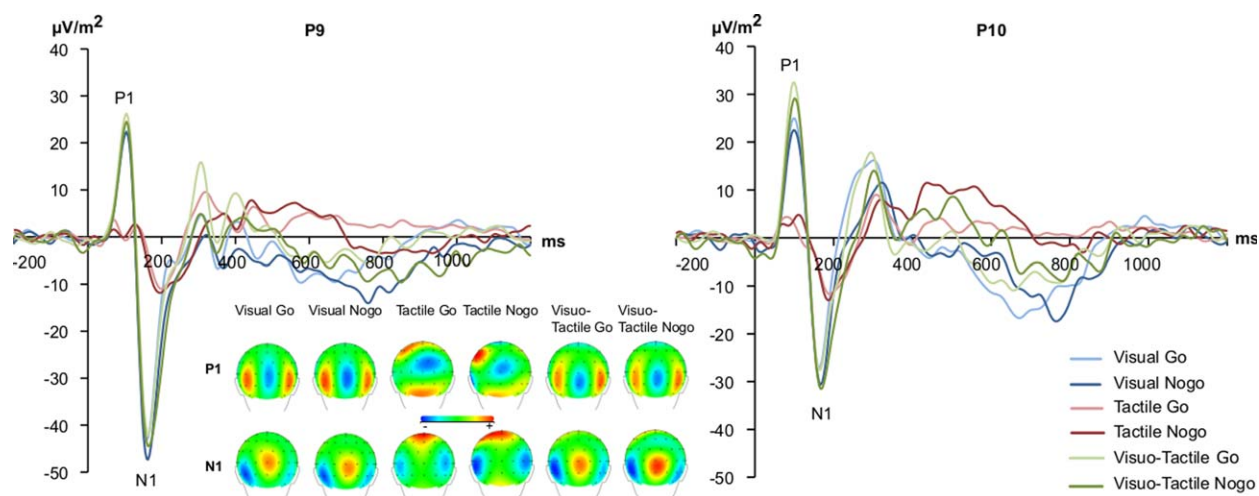 µV/m²
P9
40
P1
30
20
10
0
ms
-200
200
400
600
800
1000
-10
-20
-30
-40
-50
N1
Visual Go
Visual Nogo
Tactile Go
Tactile Nogo
Visuo-
Tactile Go
Visuo-
Tactile Nogo
P1
-
+
N1
µV/m²
P10
40
P1
30
20
10
0
ms
-200
200
400
600
800
1000
-10
-20
-30
-40
-50
N1
Visual Go
Visual Nogo
Tactile Go
Tactile Nogo
Visuo-Tactile Go
Visuo-Tactile Nogo